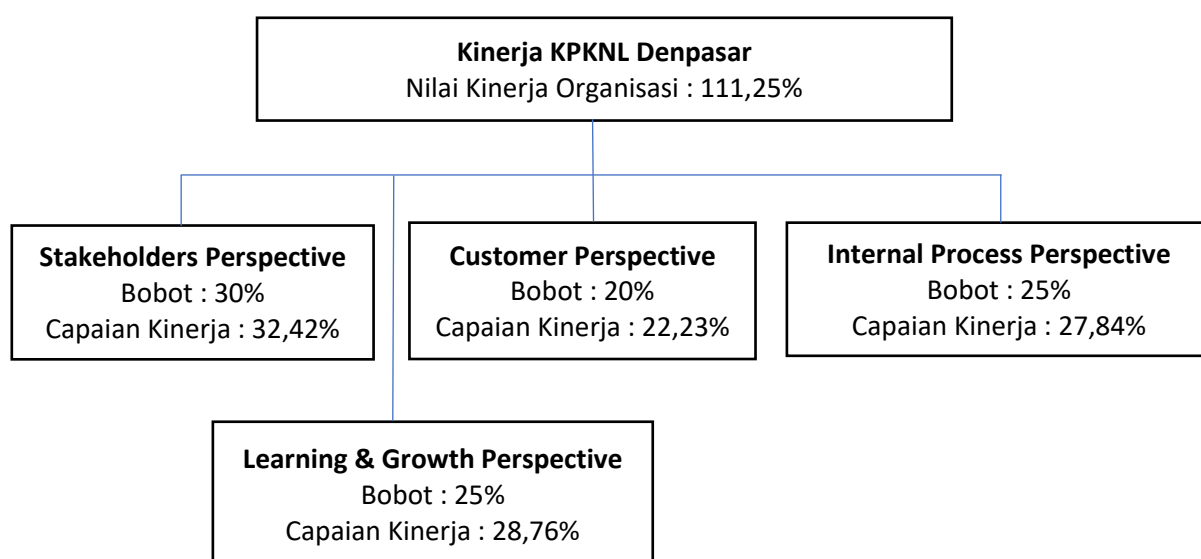 Kinerja KPKNL Denpasar
Nilai Kinerja Organisasi : 111,25%
Stakeholders Perspective
Bobot : 30%
Capaian Kinerja : 32,42%
Customer Perspective
Bobot : 20%
Capaian Kinerja : 22,23%
Internal Process Perspective
Bobot : 25%
Capaian Kinerja : 27,84%
Learning & Growth Perspective
Bobot : 25%
Capaian Kinerja : 28,76%